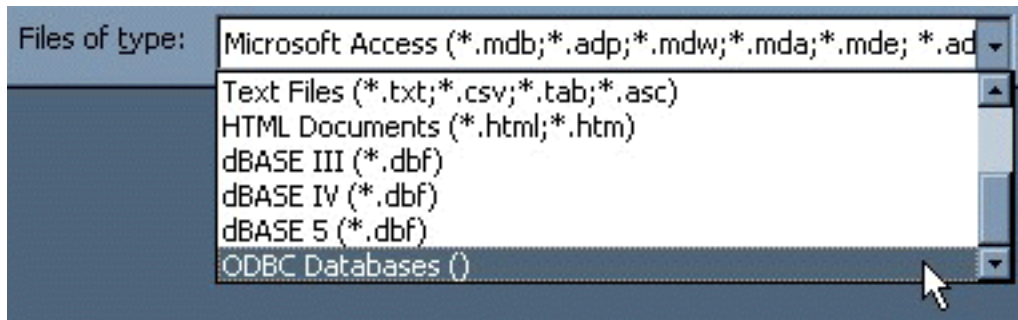 Files of type:
Microsoft Access (*.mdb;*.adp;*.mdw;*.mda;*.mde; *.ad
Text Files (*.txt;*.csv;*.tab;*.asc)
HTML Documents (*.html;*.htm)
dBASE III (*.dbf)
dBASE IV (*.dbf)
dBASE 5 (*.dbf)
ODBC Databases ()